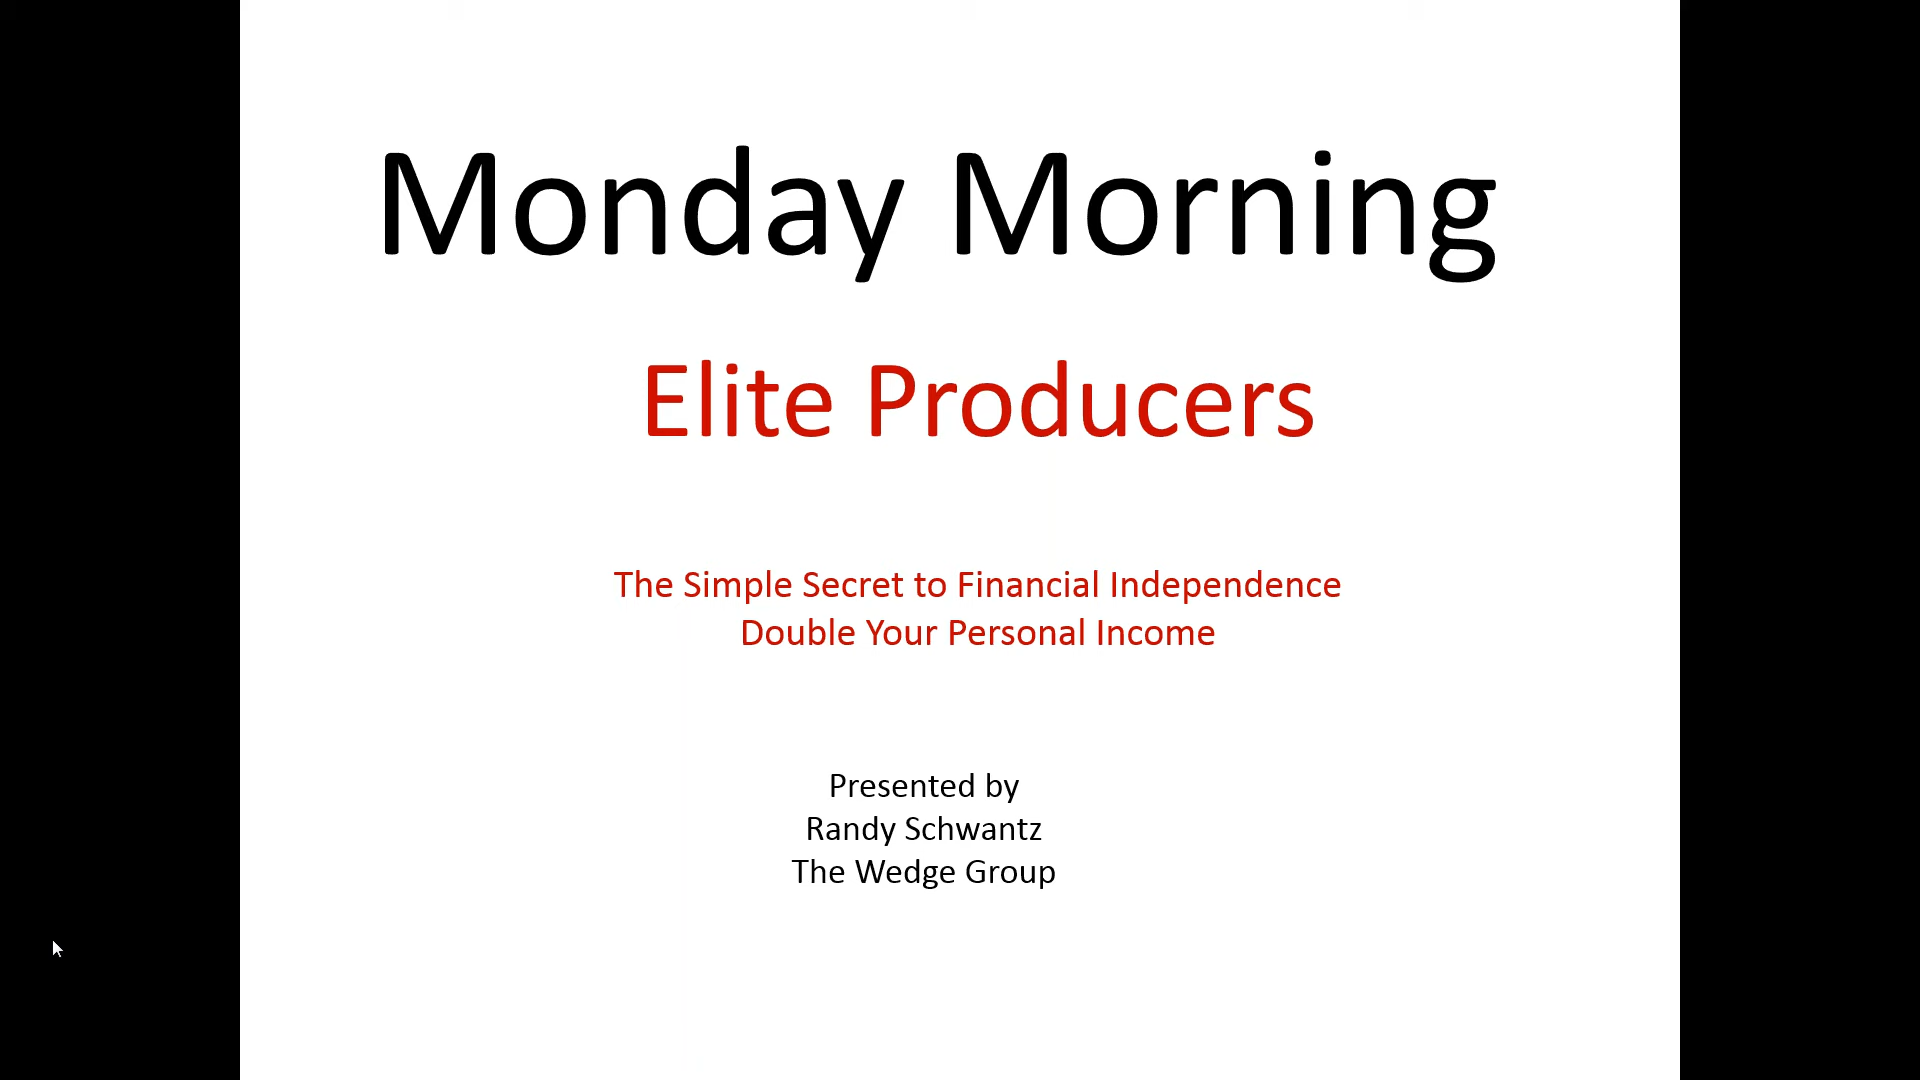 Monday Morning
Elite Producers
The Simple Secret to Financial Independence
Double Your Personal Income
Presented by
Randy Schwantz
The Wedge Group